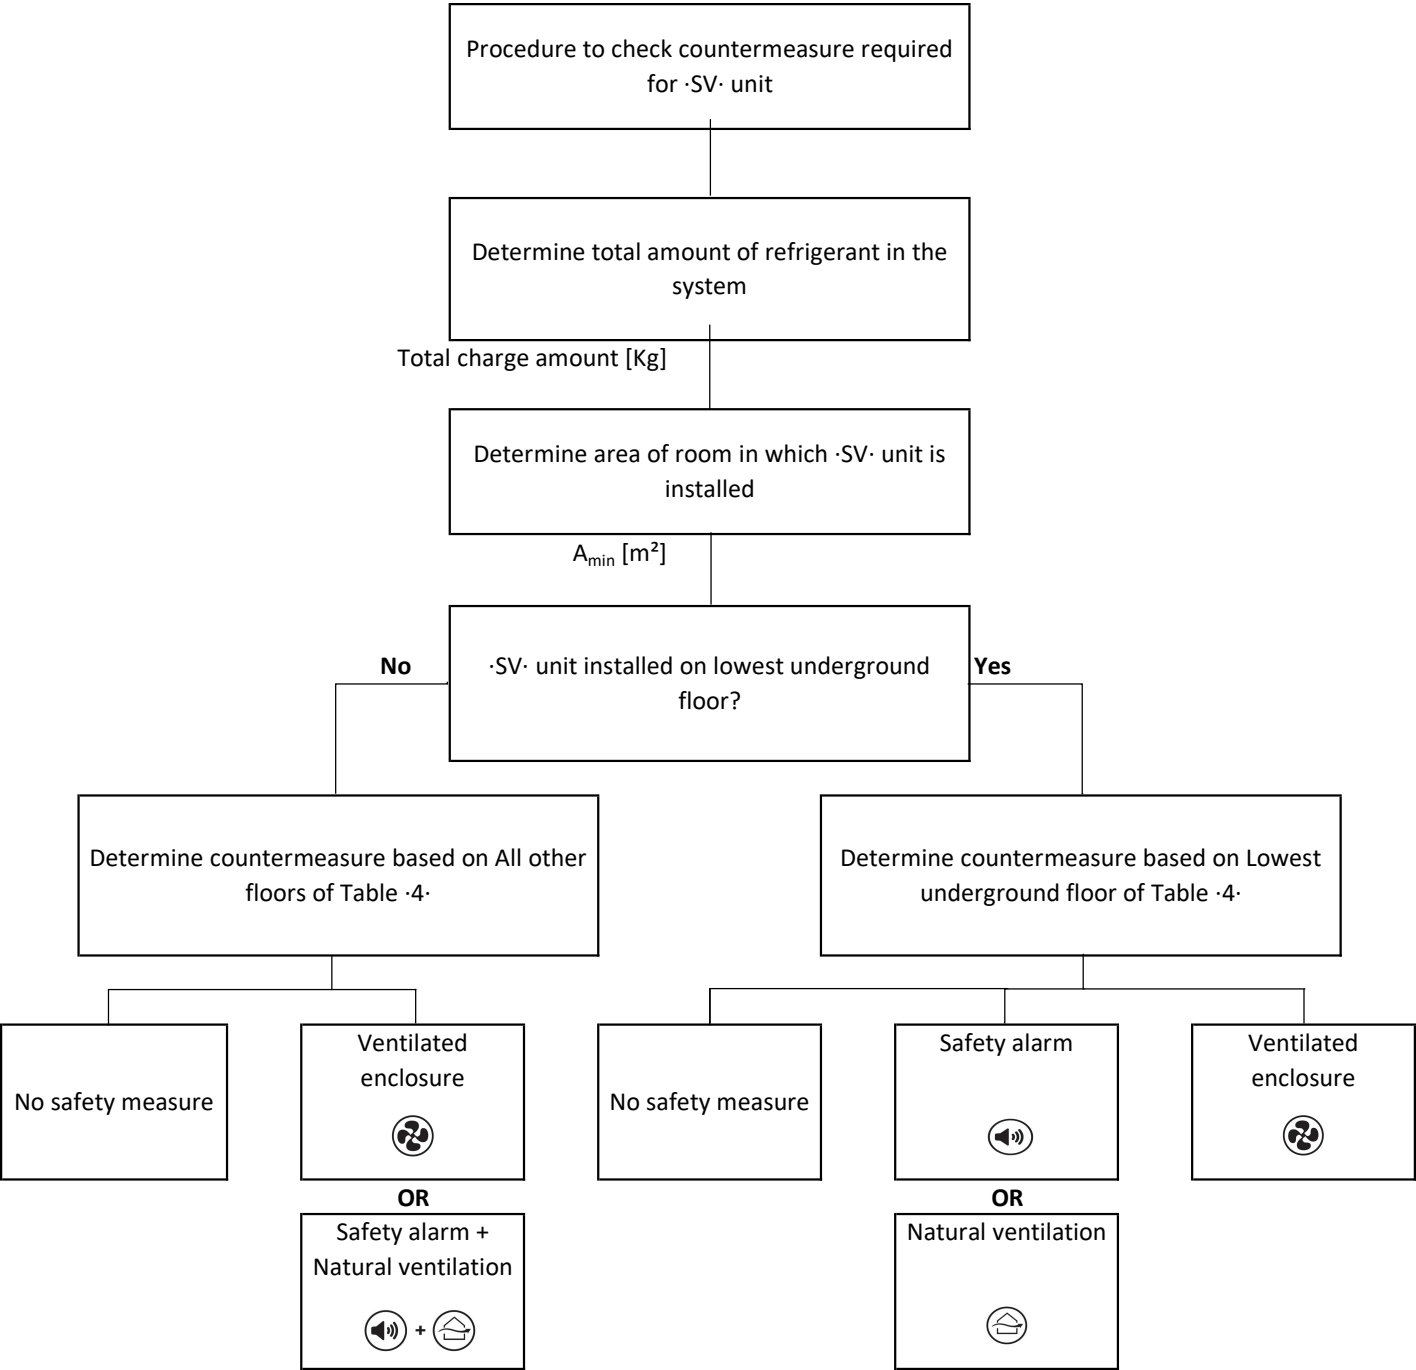 Procedure to check countermeasure required
for ·SV· unit
Determine total amount of refrigerant in the
system
Total charge amount [Kg]
Determine area of room in which ·SV· unit is
installed
Amin [m²]
No
·SV· unit installed on lowest underground
floor?
Yes
Determine countermeasure based on All other
floors of Table ·4·
Determine countermeasure based on Lowest
underground floor of Table ·4·
No safety measure
Ventilated
enclosure
OR
Safety alarm +
Natural ventilation
+
No safety measure
Safety alarm
OR
Natural ventilation
Ventilated
enclosure